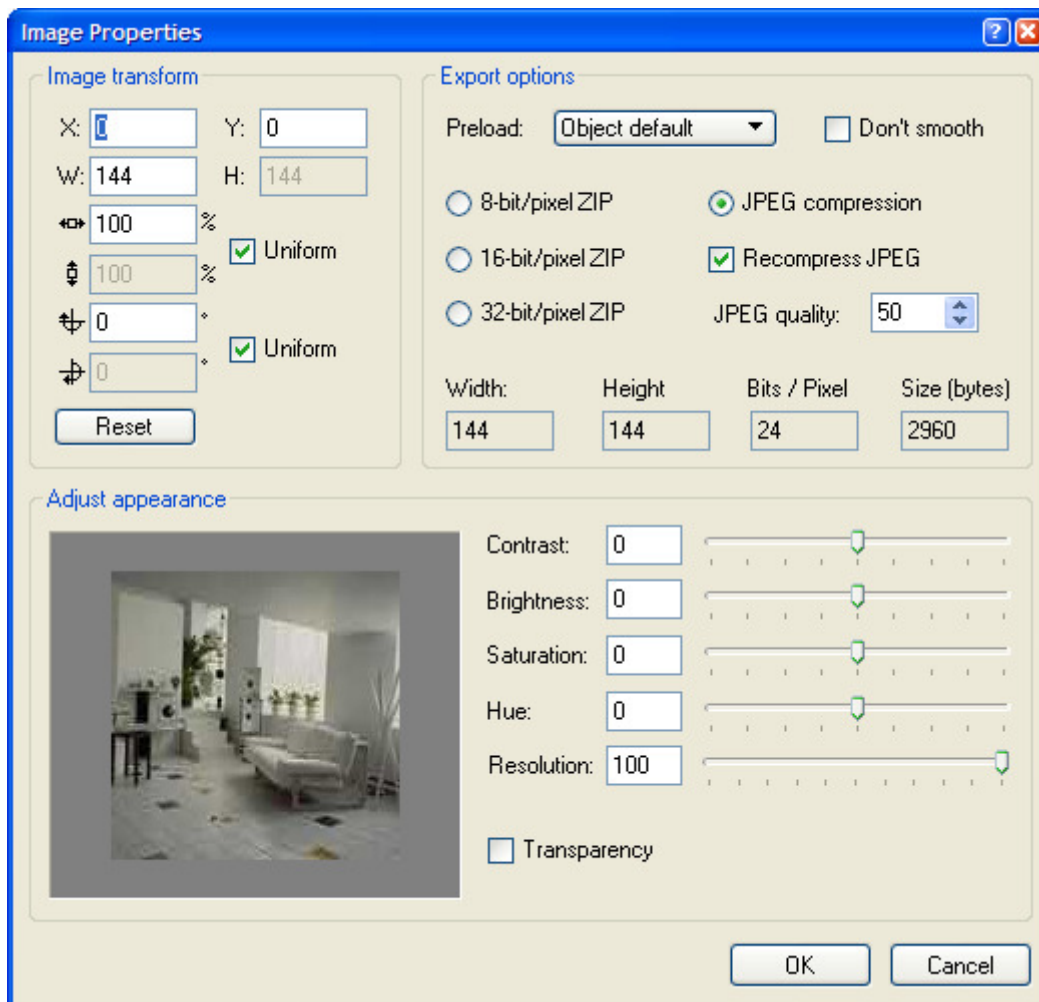 Image Properties
Image transform
X: 0 Y: 0
W: 144 H: 144
100 %
Uniform
100 %
0 °
Uniform
0 °
Reset
Export options
Preload: Object default Don't smooth
8-bit/pixel ZIP JPEG compression
16-bit/pixel ZIP Recompress JPEG
32-bit/pixel ZIP JPEG quality: 50
Width: Height Bits / Pixel Size (bytes)
144 144 24 2960
Adjust appearance
Contrast: 0
Brightness: 0
Saturation: 0
Hue: 0
Resolution: 100
Transparency
OK Cancel